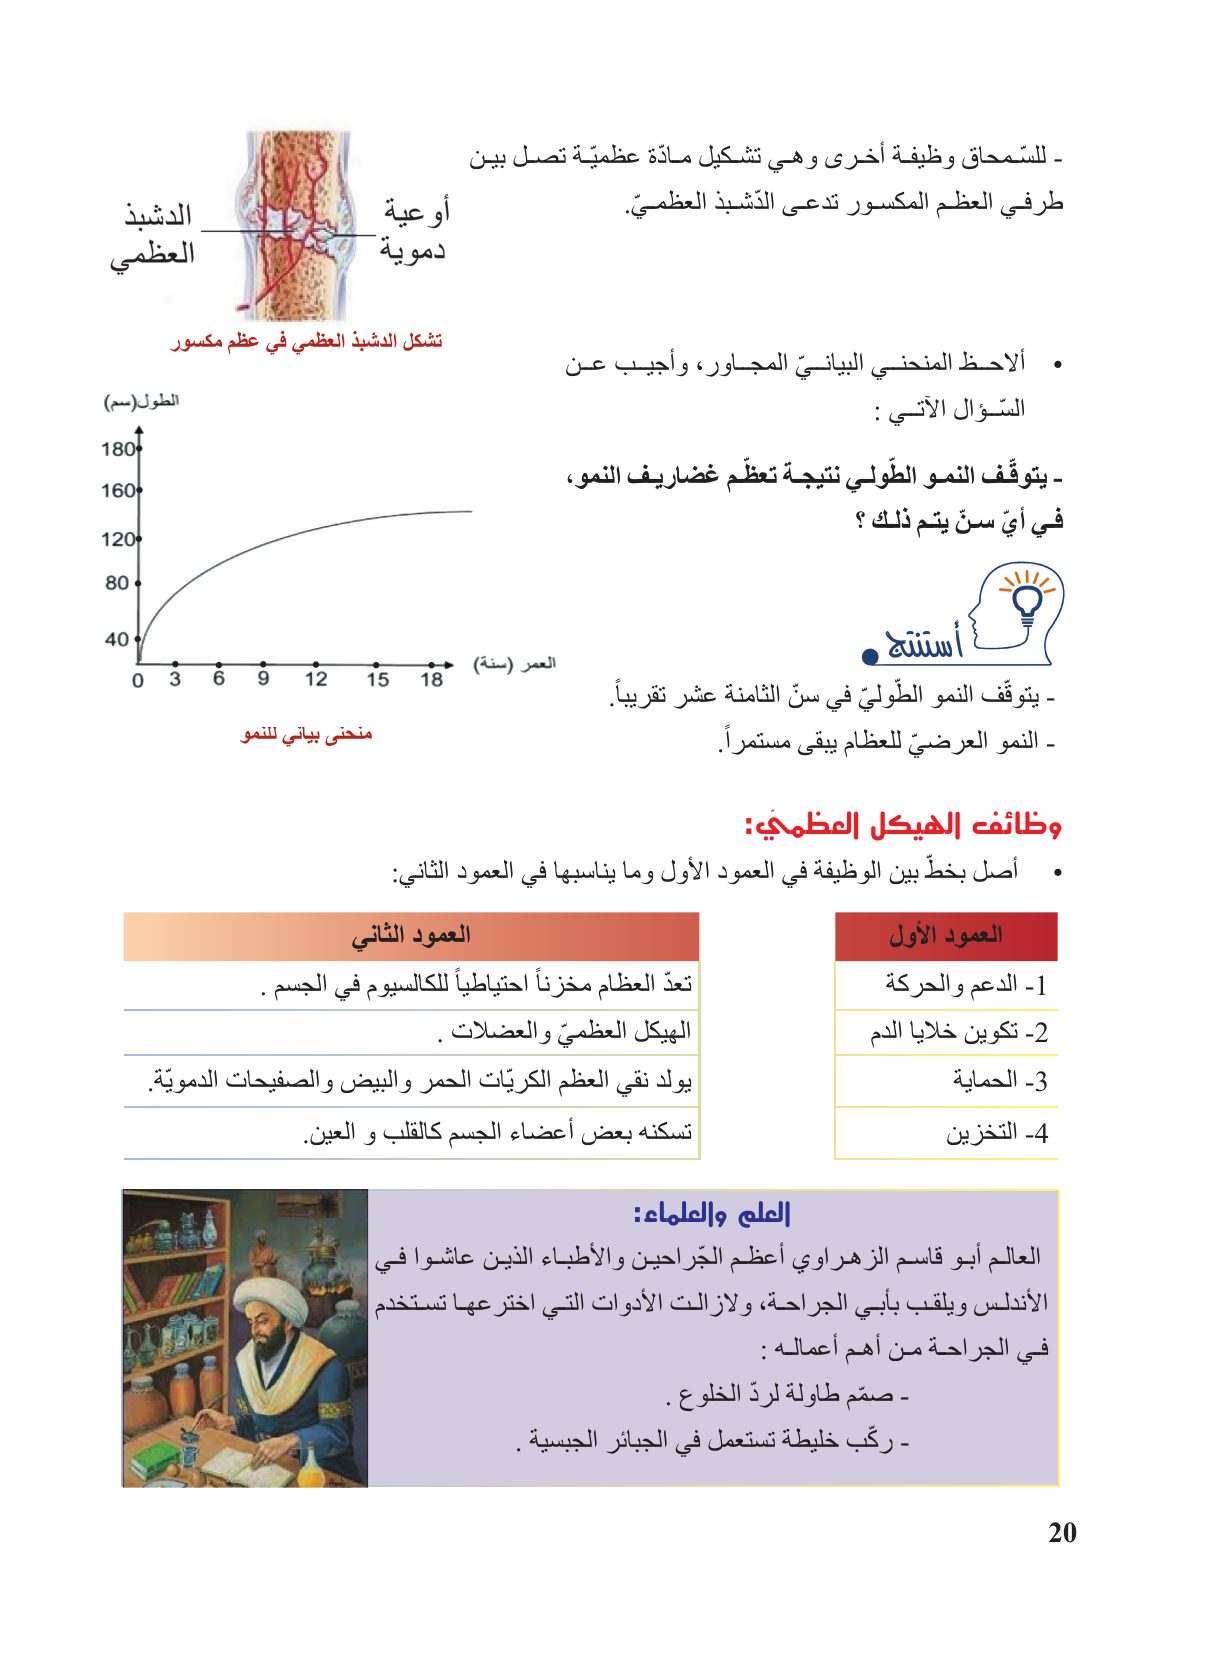 - للسّمحاق وظيفة أخرى وهي تشكيل مادّة عظميّة تصل بين
طرفي العظم المكسور تدعى الدّشبذ العظميّ.
أوعية
دموية
الدشبذ
العظمي
تشكل الدشبذ العظمي في عظم مكسور
• ألاحظ المنحني البيانيّ المجاور، وأجيب عن
السّؤال الآتي :
- يتوقّف النمو الطّولي نتيجة تعظّم غضاريف النمو،
في أيّ سنّ يتم ذلك ؟
الطول(سم)
180
160
120
80
40
0 3 6 9 12 15 18
العمر (سنة)
منحنى بياني للنمو
أستنتج
- يتوقّف النمو الطّوليّ في سنّ الثامنة عشر تقريباً.
- النمو العرضيّ للعظام يبقى مستمراً.
وظائف الهيكل العظميّ:
• أصل بخطّ بين الوظيفة في العمود الأول وما يناسبها في العمود الثاني:
العمود الأول
1- الدعم والحركة
2- تكوين خلايا الدم
3- الحماية
4- التخزين
العمود الثاني
تعدّ العظام مخزناً احتياطياً للكالسيوم في الجسم .
الهيكل العظميّ والعضلات .
يولد نقي العظم الكريّات الحمر والبيض والصفيحات الدمويّة.
تسكنه بعض أعضاء الجسم كالقلب و العين.
العلم والعلماء:
العالم أبو قاسم الزهراوي أعظم الجّراحين والأطباء الذين عاشوا في
الأندلس ويلقب بأبي الجراحة، ولازالت الأدوات التي اخترعها تستخدم
في الجراحة من أهم أعماله :
- صمّم طاولة لردّ الخلوع .
- ركّب خليطة تستعمل في الجبائر الجبسية .
20